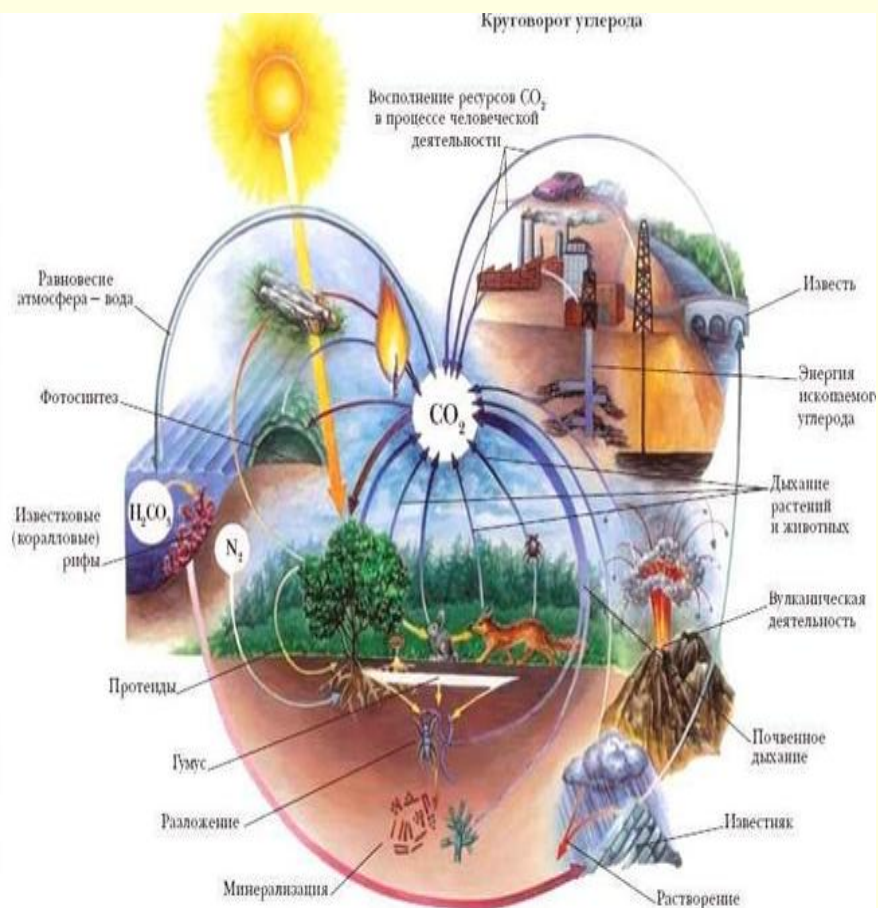 Круговорот углерода
Восполнение ресурсов CO₂
в процессе человеческой
деятельности
Равновесие
атмосфера – вода
Известь
Фотосинтез
Энергия
ископаемого
углерода
CO₂
H₂CO₃
Известковые
(коралловые)
рифы
N₂
Дыхание
растений
и животных
Вулканическая
деятельность
Протеиды
Почвенное
дыхание
Гумус
Разложение
Известняк
Минерализация
Растворение